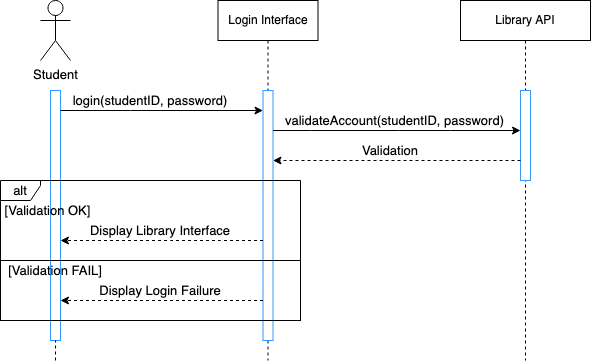 Login Interface
Library API
Student
login(studentID, password)
validateAccount(studentID, password)
Validation
alt
[Validation OK]
Display Library Interface
[Validation FAIL]
Display Login Failure